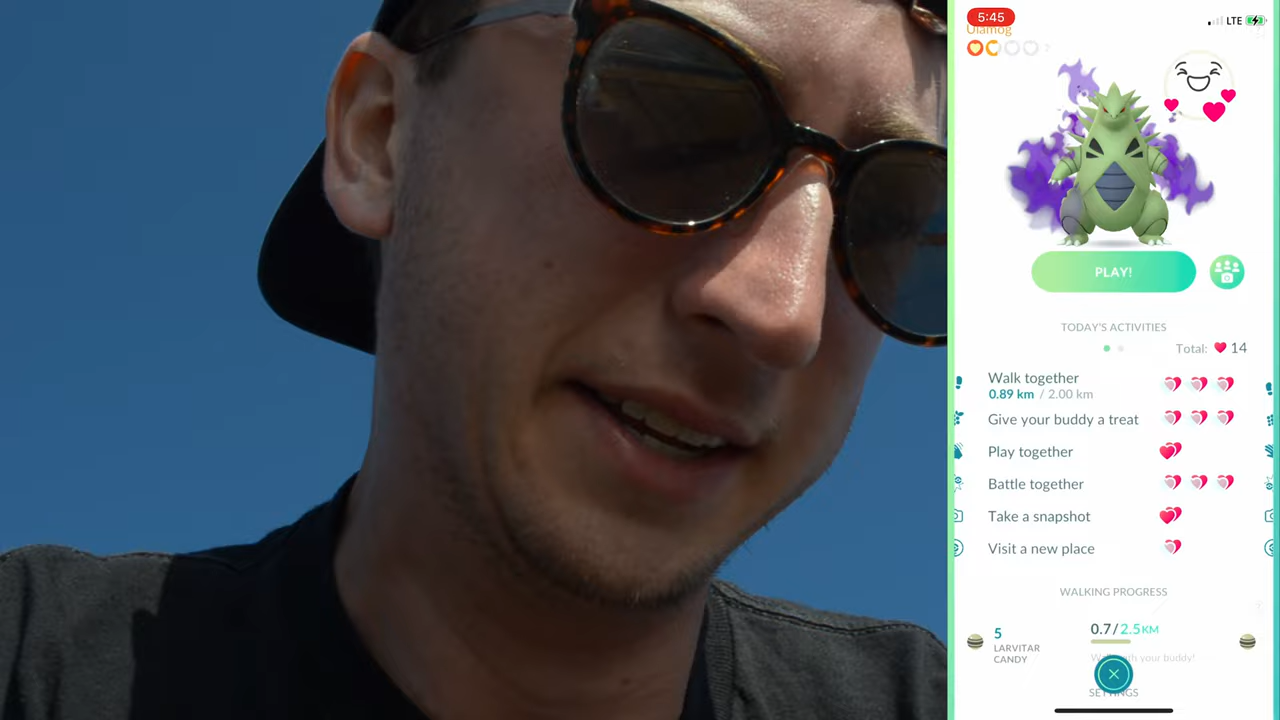 5:45
LTE
Ulamog
PLAY!
TODAY'S ACTIVITIES
Total: 14
Walk together
0.89 km / 2.00 km
Give your buddy a treat
Play together
Battle together
Take a snapshot
Visit a new place
WALKING PROGRESS
0.7/2.5KM
5
LARVITAR
CANDY
your buddy!
SETTINGS